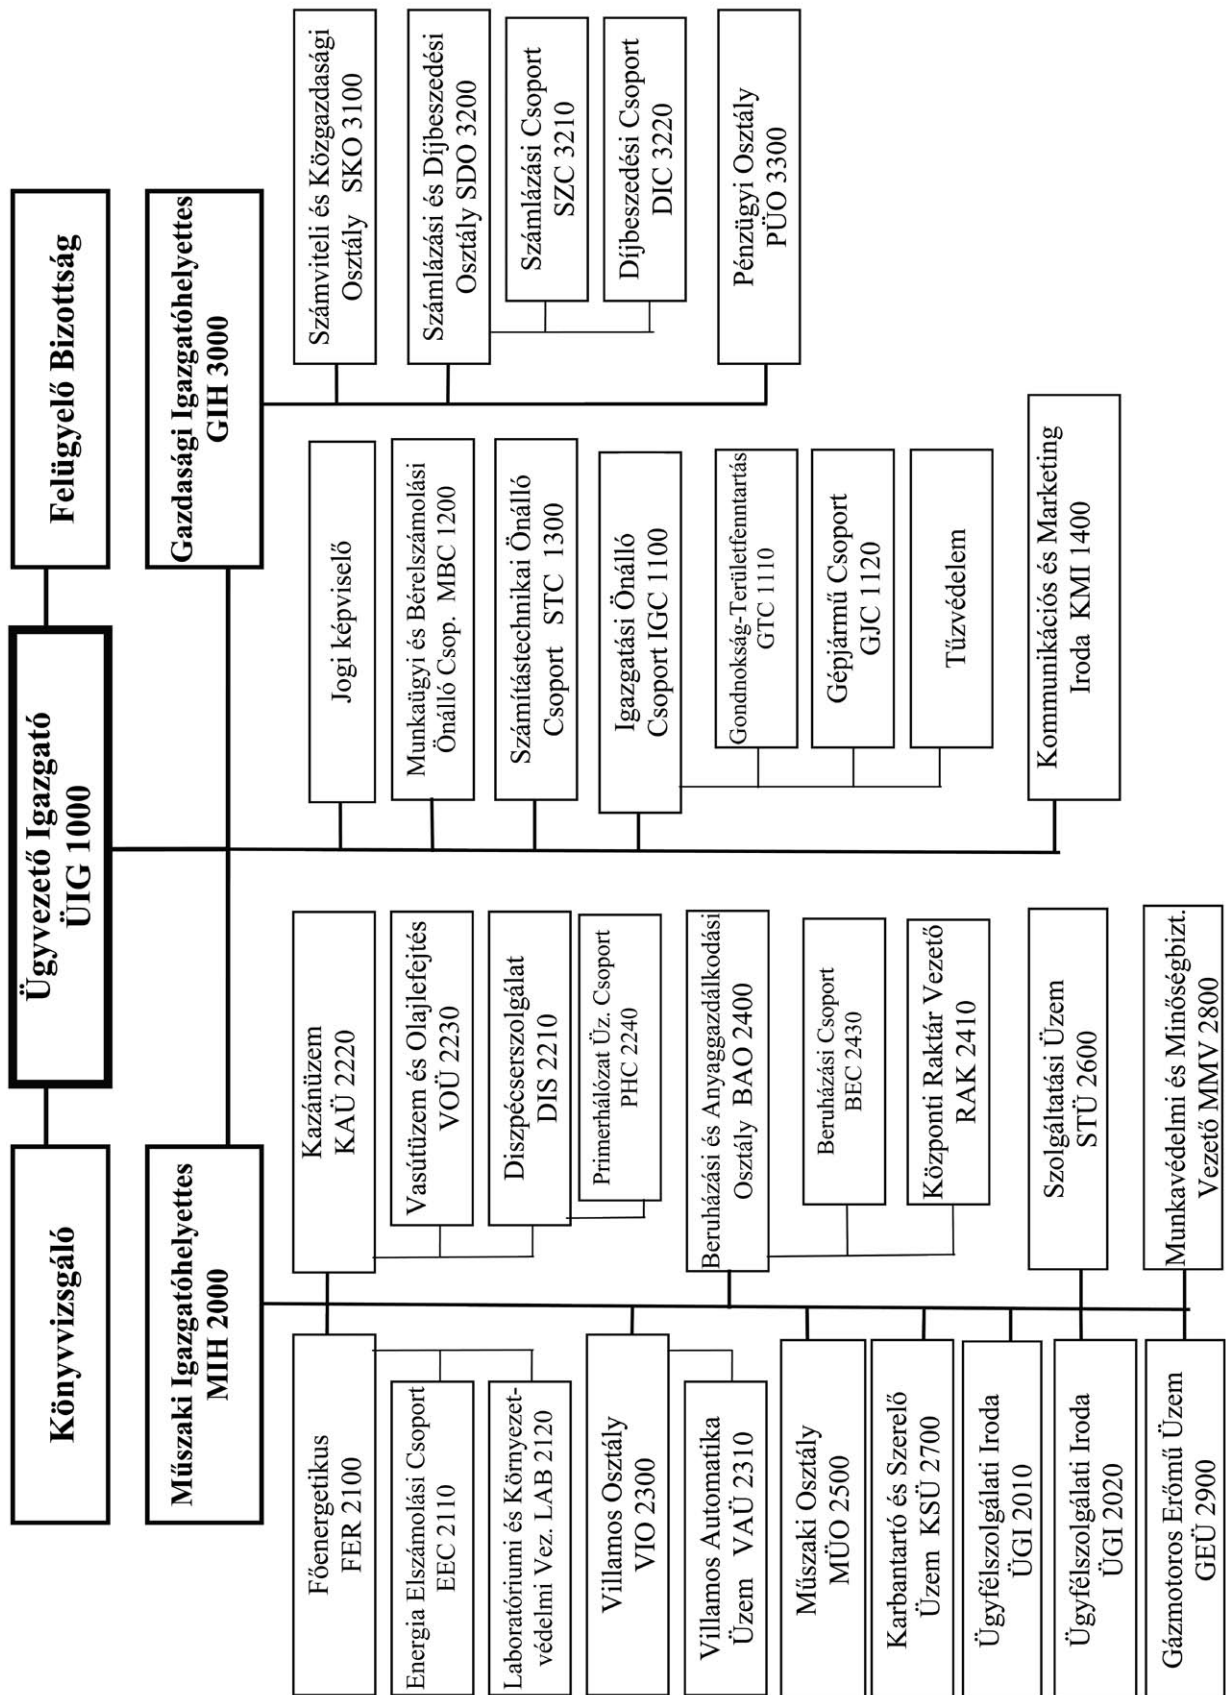 Könyvvizsgáló
Ügyvezető Igazgató
ÜIG 1000
Felügyelő Bizottság
Műszaki Igazgatóhelyettes
MIH 2000
Gazdasági Igazgatóhelyettes
GIH 3000
Főenergetikus
FER 2100
Energia Elszámolási Csoport
EEC 2110
Laboratóriumi és Környezet-
védelmi Vez. LAB 2120
Villamos Osztály
VIO 2300
Villamos Automatika
Üzem VAÜ 2310
Műszaki Osztály
MÜO 2500
Karbantartó és Szerelő
Üzem KSÜ 2700
Ügyfélszolgálati Iroda
ÜGI 2010
Ügyfélszolgálati Iroda
ÜGI 2020
Gázmotoros Erőmű Üzem
GEÜ 2900
Kazánüzem
KAÜ 2220
Vasútüzem és Olajlefejtés
VOÜ 2230
Diszpécserszolgálat
DIS 2210
Primerhálózat Üz. Csoport
PHC 2240
Beruházási és Anyaggazdálkodási
Osztály BAO 2400
Beruházási Csoport
BEC 2430
Központi Raktár Vezető
RAK 2410
Szolgáltatási Üzem
STÜ 2600
Munkavédelmi és Minőségbizt.
Vezető MMV 2800
Jogi képviselő
Munkaügyi és Bérelszámolási
Önálló Csop. MBC 1200
Számítástechnikai Önálló
Csoport STC 1300
Igazgatási Önálló
Csoport IGC 1100
Gondnokság-Területfenntartás
GTC 1110
Gépjármű Csoport
GJC 1120
Tűzvédelem
Kommunikációs és Marketing
Iroda KMI 1400
Számviteli és Közgazdasági
Osztály SKO 3100
Számlázási és Díjbeszedési
Osztály SDO 3200
Számlázási Csoport
SZC 3210
Díjbeszedési Csoport
DIC 3220
Pénzügyi Osztály
PÜO 3300